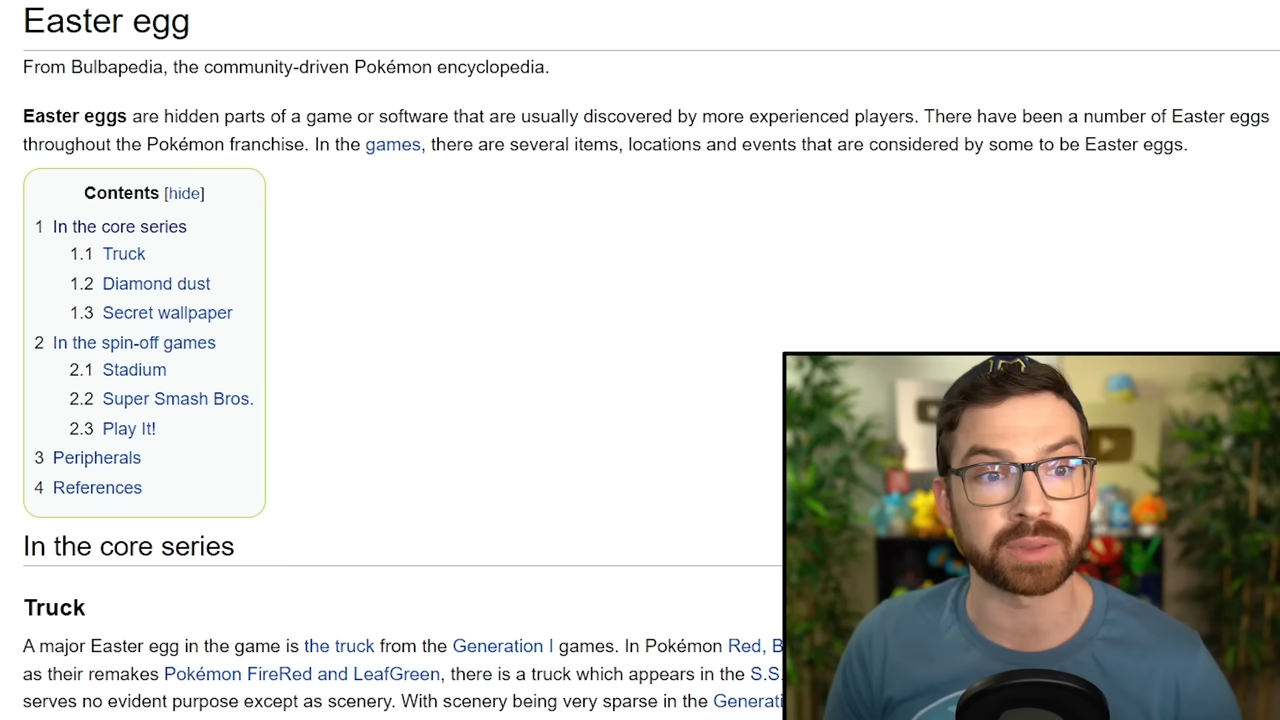 Easter egg
From Bulbapedia, the community-driven Pokémon encyclopedia.
Easter eggs are hidden parts of a game or software that are usually discovered by more experienced players. There have been a number of Easter eggs
throughout the Pokémon franchise. In the games, there are several items, locations and events that are considered by some to be Easter eggs.
Contents [hide]
1 In the core series
1.1 Truck
1.2 Diamond dust
1.3 Secret wallpaper
2 In the spin-off games
2.1 Stadium
2.2 Super Smash Bros.
2.3 Play It!
3 Peripherals
4 References
In the core series
Truck
A major Easter egg in the game is the truck from the Generation I games. In Pokémon Red, B
as their remakes Pokémon FireRed and LeafGreen, there is a truck which appears in the S.S.
serves no evident purpose except as scenery. With scenery being very sparse in the Generati